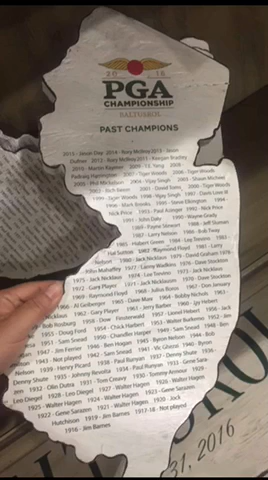 20 16
PGA
CHAMPIONSHIP
BALTUSROL
PAST CHAMPIONS
2015 - Jason Day 2014 - Rory McIlroy 2013 - Jason
Dufner 2012 - Rory McIlroy 2011 - Keegan Bradley
2010 - Martin Kaymer 2009 - Y.E. Yang 2008 -
Padraig Harrington 2007 - Tiger Woods 2006 - Tiger Woods
2005 - Phil Mickelson 2004 - Vijay Singh 2003 - Shaun Micheel
2002 - Rich Beem 2001 - David Toms 2000 - Tiger Woods
1999 - Tiger Woods 1998 - Vijay Singh 1997 - Davis Love III
1996 - Mark Brooks 1995 - Steve Elkington 1994 -
Nick Price 1993 - Paul Azinger 1992 - Nick Price
1991 - John Daly 1990 - Wayne Grady
1989 - Payne Stewart 1988 - Jeff Sluman
1987 - Larry Nelson 1986 - Bob Tway
1985 - Hubert Green 1984 - Lee Trevino 1983 -
Hal Sutton 1982 - Raymond Floyd 1981 - Larry
Nelson 1980 - Jack Nicklaus 1979 - David Graham 1978 -
John Mahaffey 1977 - Lanny Wadkins 1976 - Dave Stockton
1975 - Jack Nicklaus 1974 - Lee Trevino 1973 - Jack Nicklaus
1972 - Gary Player 1971 - Jack Nicklaus 1970 - Dave Stockton
1969 - Raymond Floyd 1968 - Julius Boros 1967 - Don January
1966 - Al Geiberger 1965 - Dave Marr 1964 - Bobby Nichols 1963 -
Nicklaus 1962 - Gary Player 1961 - Jerry Barber 1960 - Jay Hebert
Bob Rosburg 1958 - Dow Finsterwald 1957 - Lionel Hebert 1956 - Jack
1955 - Doug Ford 1954 - Chick Harbert 1953 - Walter Burkemo 1952 - Jim
1951 - Sam Snead 1950 - Chandler Harper 1949 - Sam Snead 1948 - Ben
1947 - Jim Ferrier 1946 - Ben Hogan 1945 - Byron Nelson 1944 - Bob
1943 - Not played 1942 - Sam Snead 1941 - Vic Ghezzi 1940 - Byron
Nelson 1939 - Henry Picard 1938 - Paul Runyan 1937 - Denny Shute 1936 -
Denny Shute 1935 - Johnny Revolta 1934 - Paul Runyan 1933 - Gene Sarazen
1932 - Olin Dutra 1931 - Tom Creavy 1930 - Tommy Armour 1929 -
Leo Diegel 1928 - Leo Diegel 1927 - Walter Hagen 1926 - Walter Hagen
1925 - Walter Hagen 1924 - Walter Hagen 1923 - Gene Sarazen
1922 - Gene Sarazen 1921 - Walter Hagen 1920 - Jock
Hutchison 1919 - Jim Barnes 1917-18 - Not played
1916 - Jim Barnes
31, 2016